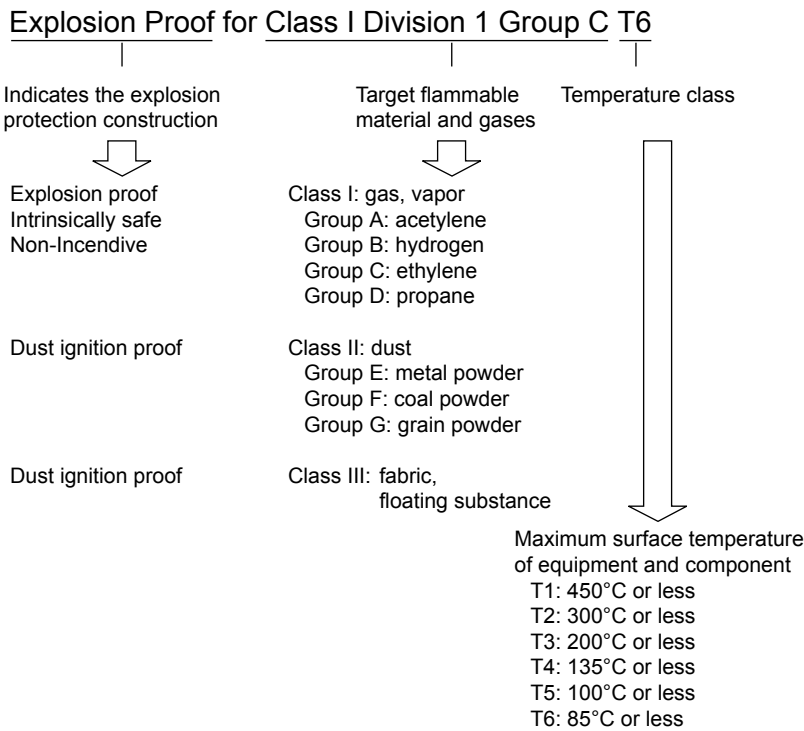 Explosion Proof for Class I Division 1 Group C T6
Indicates the explosion
protection construction
Target flammable
material and gases
Temperature class
Explosion proof
Intrinsically safe
Non-Incendive
Class I: gas, vapor
Group A: acetylene
Group B: hydrogen
Group C: ethylene
Group D: propane
Dust ignition proof
Class II: dust
Group E: metal powder
Group F: coal powder
Group G: grain powder
Dust ignition proof
Class III: fabric,
floating substance
Maximum surface temperature
of equipment and component
T1: 450°C or less
T2: 300°C or less
T3: 200°C or less
T4: 135°C or less
T5: 100°C or less
T6: 85°C or less